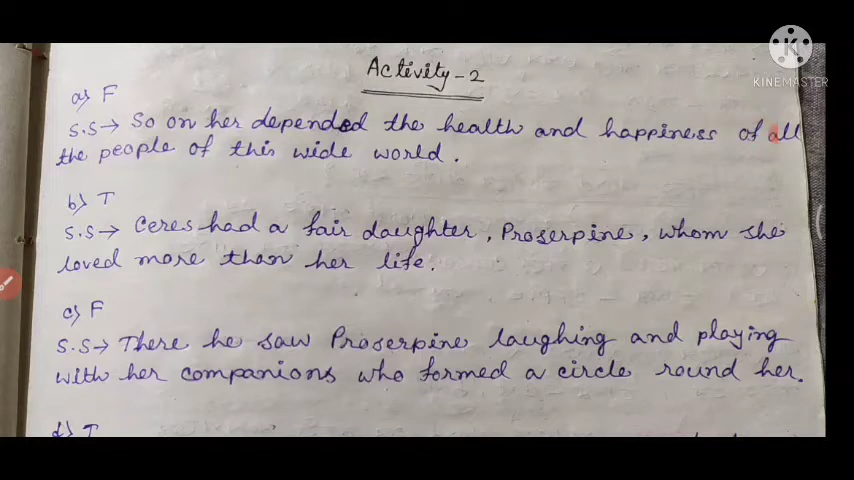 KINEMASTER
Activity-2
a) F
S.S→ So on her depended the health and happiness of all
the people of this wide world.
b) T
S.S→ Ceres had a fair daughter, Proserpine, whom she
loved more than her life.
c) F
S.S→ There he saw Proserpine laughing and playing
with her companions who formed a circle round her.
d) T